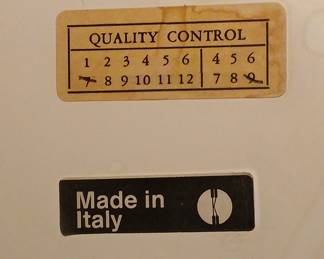 QUALITY CONTROL
1 2 3 4 5 6 4 5 6
7 8 9 10 11 12 7 8 9
Made in
Italy